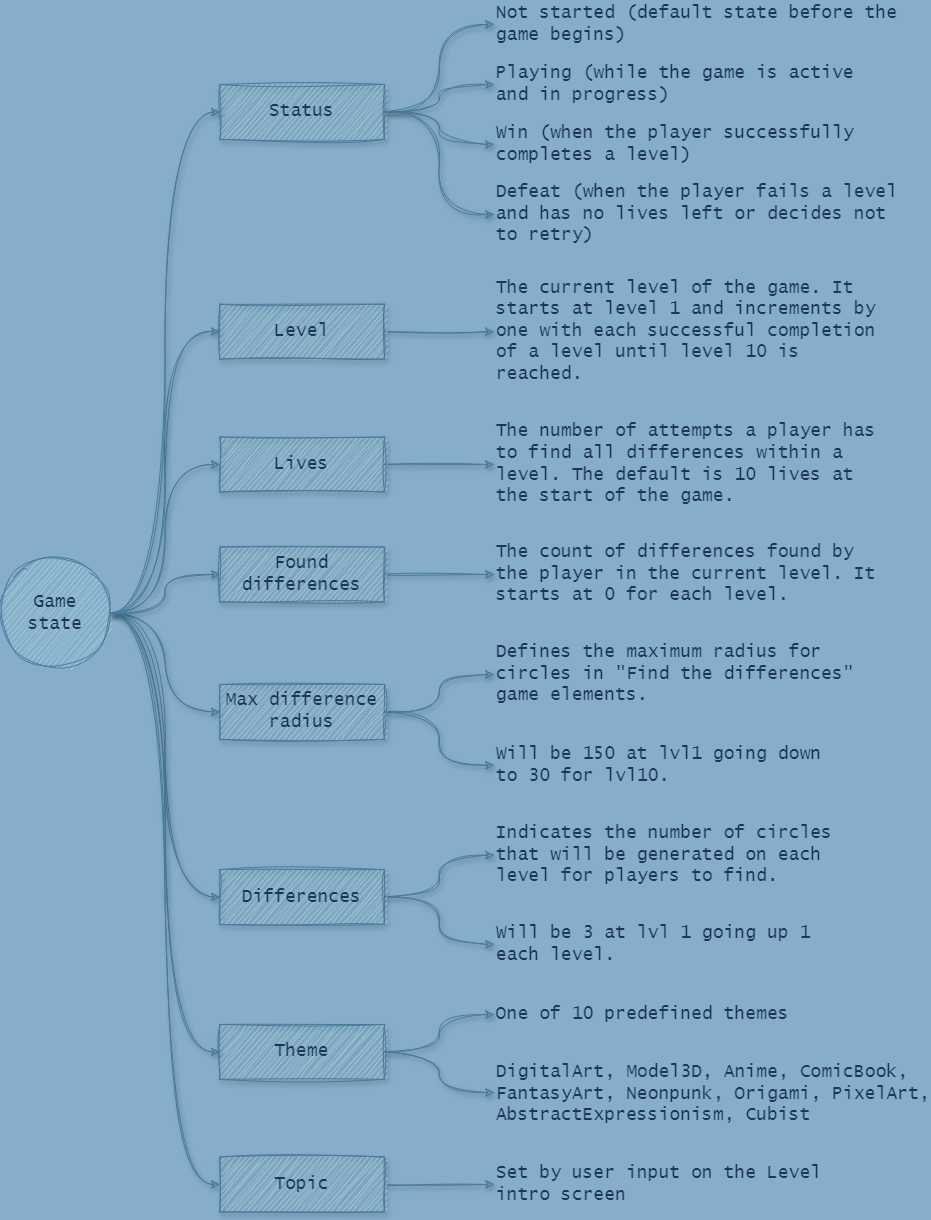 Game
state
Status
Not started (default state before the
game begins)
Playing (while the game is active
and in progress)
Win (when the player successfully
completes a level)
Defeat (when the player fails a level
and has no lives left or decides not
to retry)
Level
The current level of the game. It
starts at level 1 and increments by
one with each successful completion
of a level until level 10 is
reached.
Lives
The number of attempts a player has
to find all differences within a
level. The default is 10 lives at
the start of the game.
Found
differences
The count of differences found by
the player in the current level. It
starts at 0 for each level.
Max difference
radius
Defines the maximum radius for
circles in "Find the differences"
game elements.
Will be 150 at lvl1 going down
to 30 for lvl10.
Differences
Indicates the number of circles
that will be generated on each
level for players to find.
Will be 3 at lvl 1 going up 1
each level.
Theme
One of 10 predefined themes
DigitalArt, Model3D, Anime, ComicBook,
FantasyArt, Neonpunk, Origami, PixelArt,
AbstractExpressionism, Cubist
Topic
Set by user input on the Level
intro screen